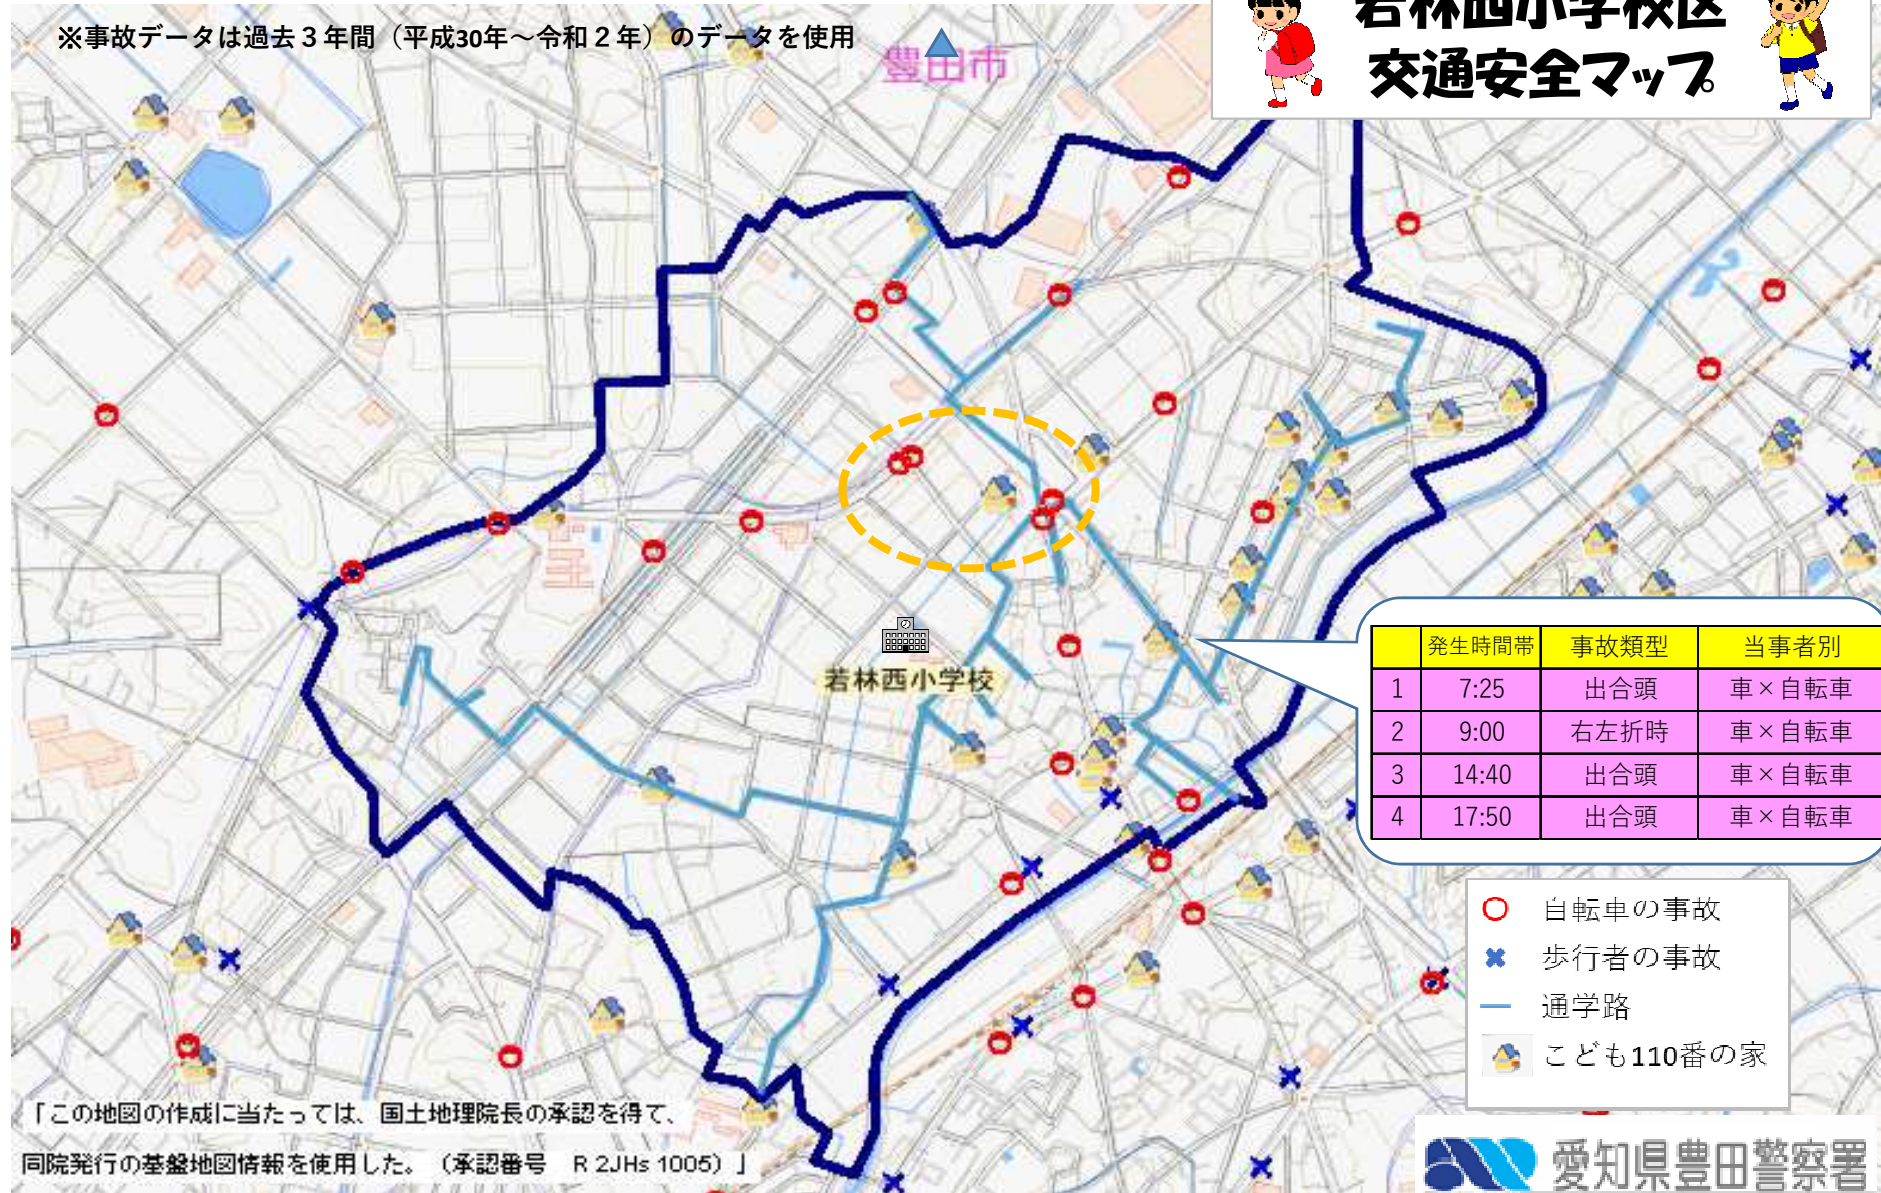 ※事故データは過去３年間（平成30年～令和２年）のデータを使用
豊田市
若林西小学校区
交通安全マップ
若林西小学校
発生時間帯 事故類型 当事者別
1 7:25 出合頭 車×自転車
2 9:00 右左折時 車×自転車
3 14:40 出合頭 車×自転車
4 17:50 出合頭 車×自転車
自転車の事故
歩行者の事故
通学路
こども110番の家
「この地図の作成に当たっては、国土地理院長の承認を得て、
同院発行の基盤地図情報を使用した。（承認番号　R 2JHs 1005）」
愛知県豊田警察署